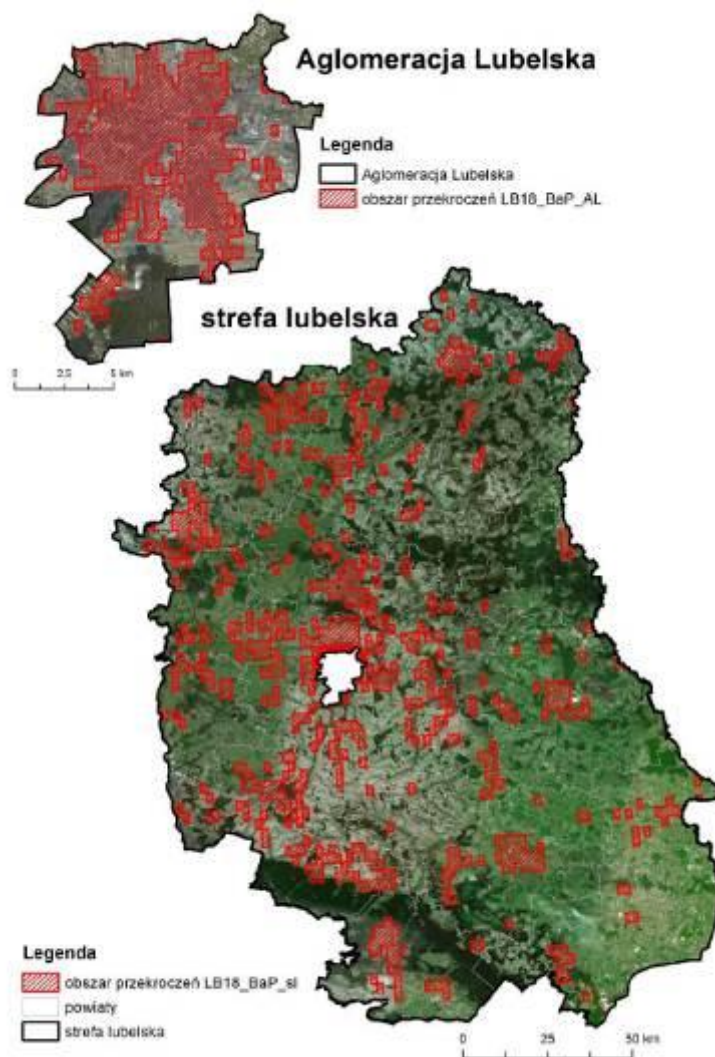 Aglomeracja Lubelska
Legenda
Aglomeracja Lubelska
obszar przekroczeń LB18_BaP_AL
0 2,5 5 km
strefa lubelska
Legenda
obszar przekroczeń LB18_BaP_sl
powiaty
strefa lubelska
0 25 50 km